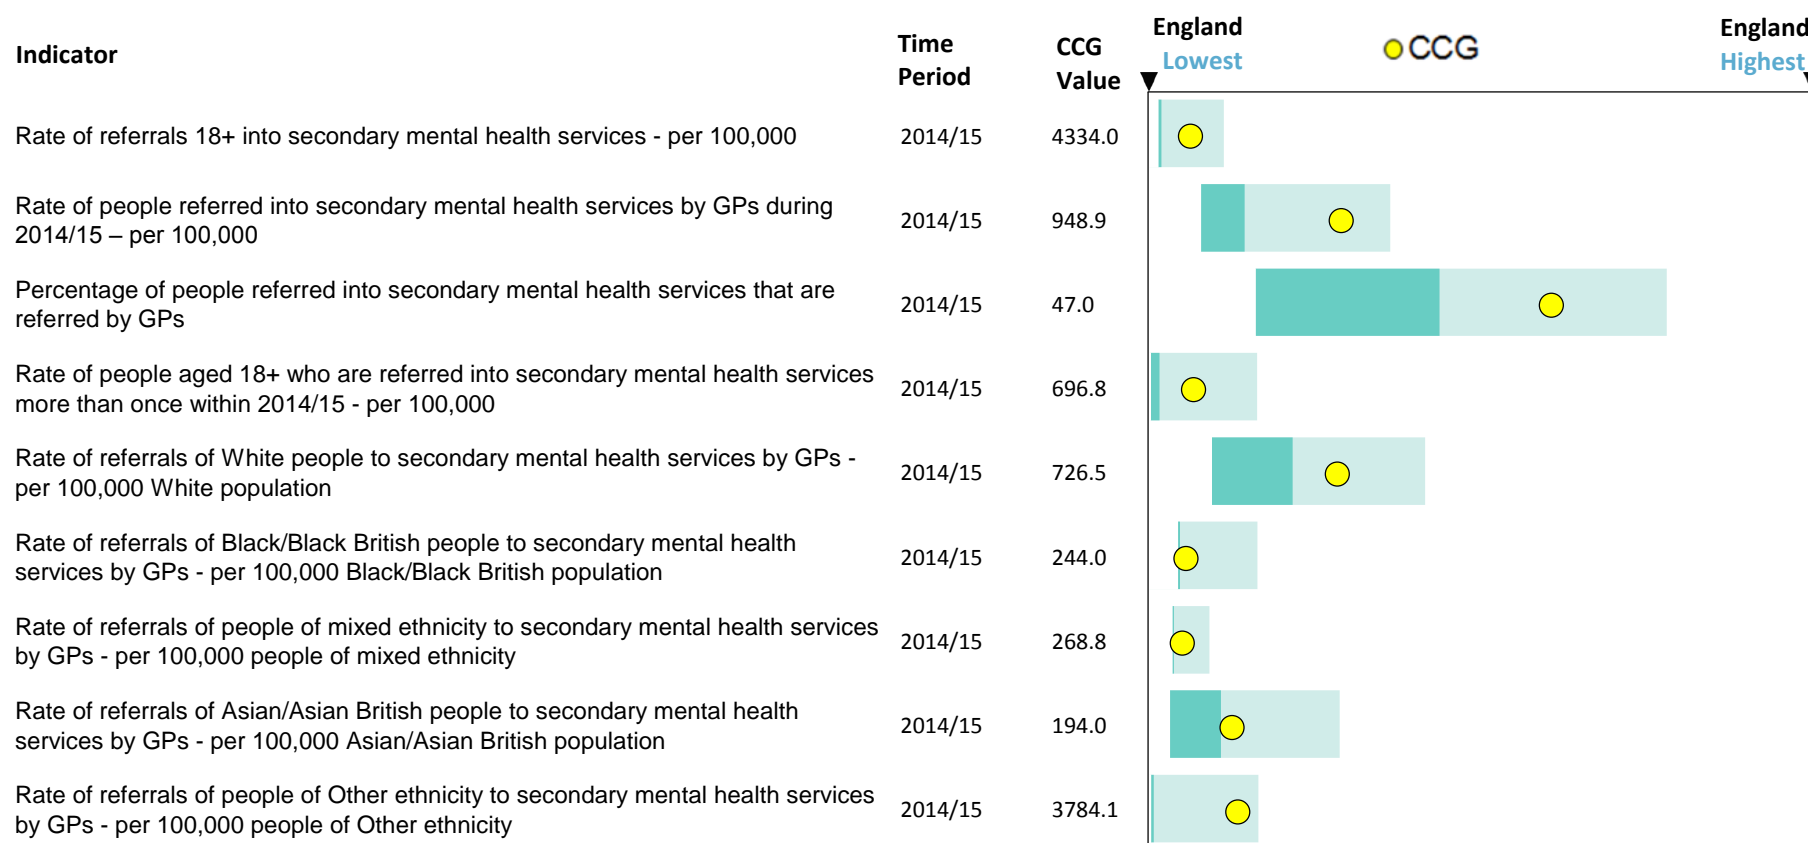 Indicator
Time
Period
CCG
Value
England
Lowest
CCG
England
Highest
Rate of referrals 18+ into secondary mental health services - per 100,000
2014/15
4334.0
Rate of people referred into secondary mental health services by GPs during
2014/15 – per 100,000
2014/15
948.9
Percentage of people referred into secondary mental health services that are
referred by GPs
2014/15
47.0
Rate of people aged 18+ who are referred into secondary mental health services
more than once within 2014/15 - per 100,000
2014/15
696.8
Rate of referrals of White people to secondary mental health services by GPs -
per 100,000 White population
2014/15
726.5
Rate of referrals of Black/Black British people to secondary mental health
services by GPs - per 100,000 Black/Black British population
2014/15
244.0
Rate of referrals of people of mixed ethnicity to secondary mental health services
by GPs - per 100,000 people of mixed ethnicity
2014/15
268.8
Rate of referrals of Asian/Asian British people to secondary mental health
services by GPs - per 100,000 Asian/Asian British population
2014/15
194.0
Rate of referrals of people of Other ethnicity to secondary mental health services
by GPs - per 100,000 people of Other ethnicity
2014/15
3784.1